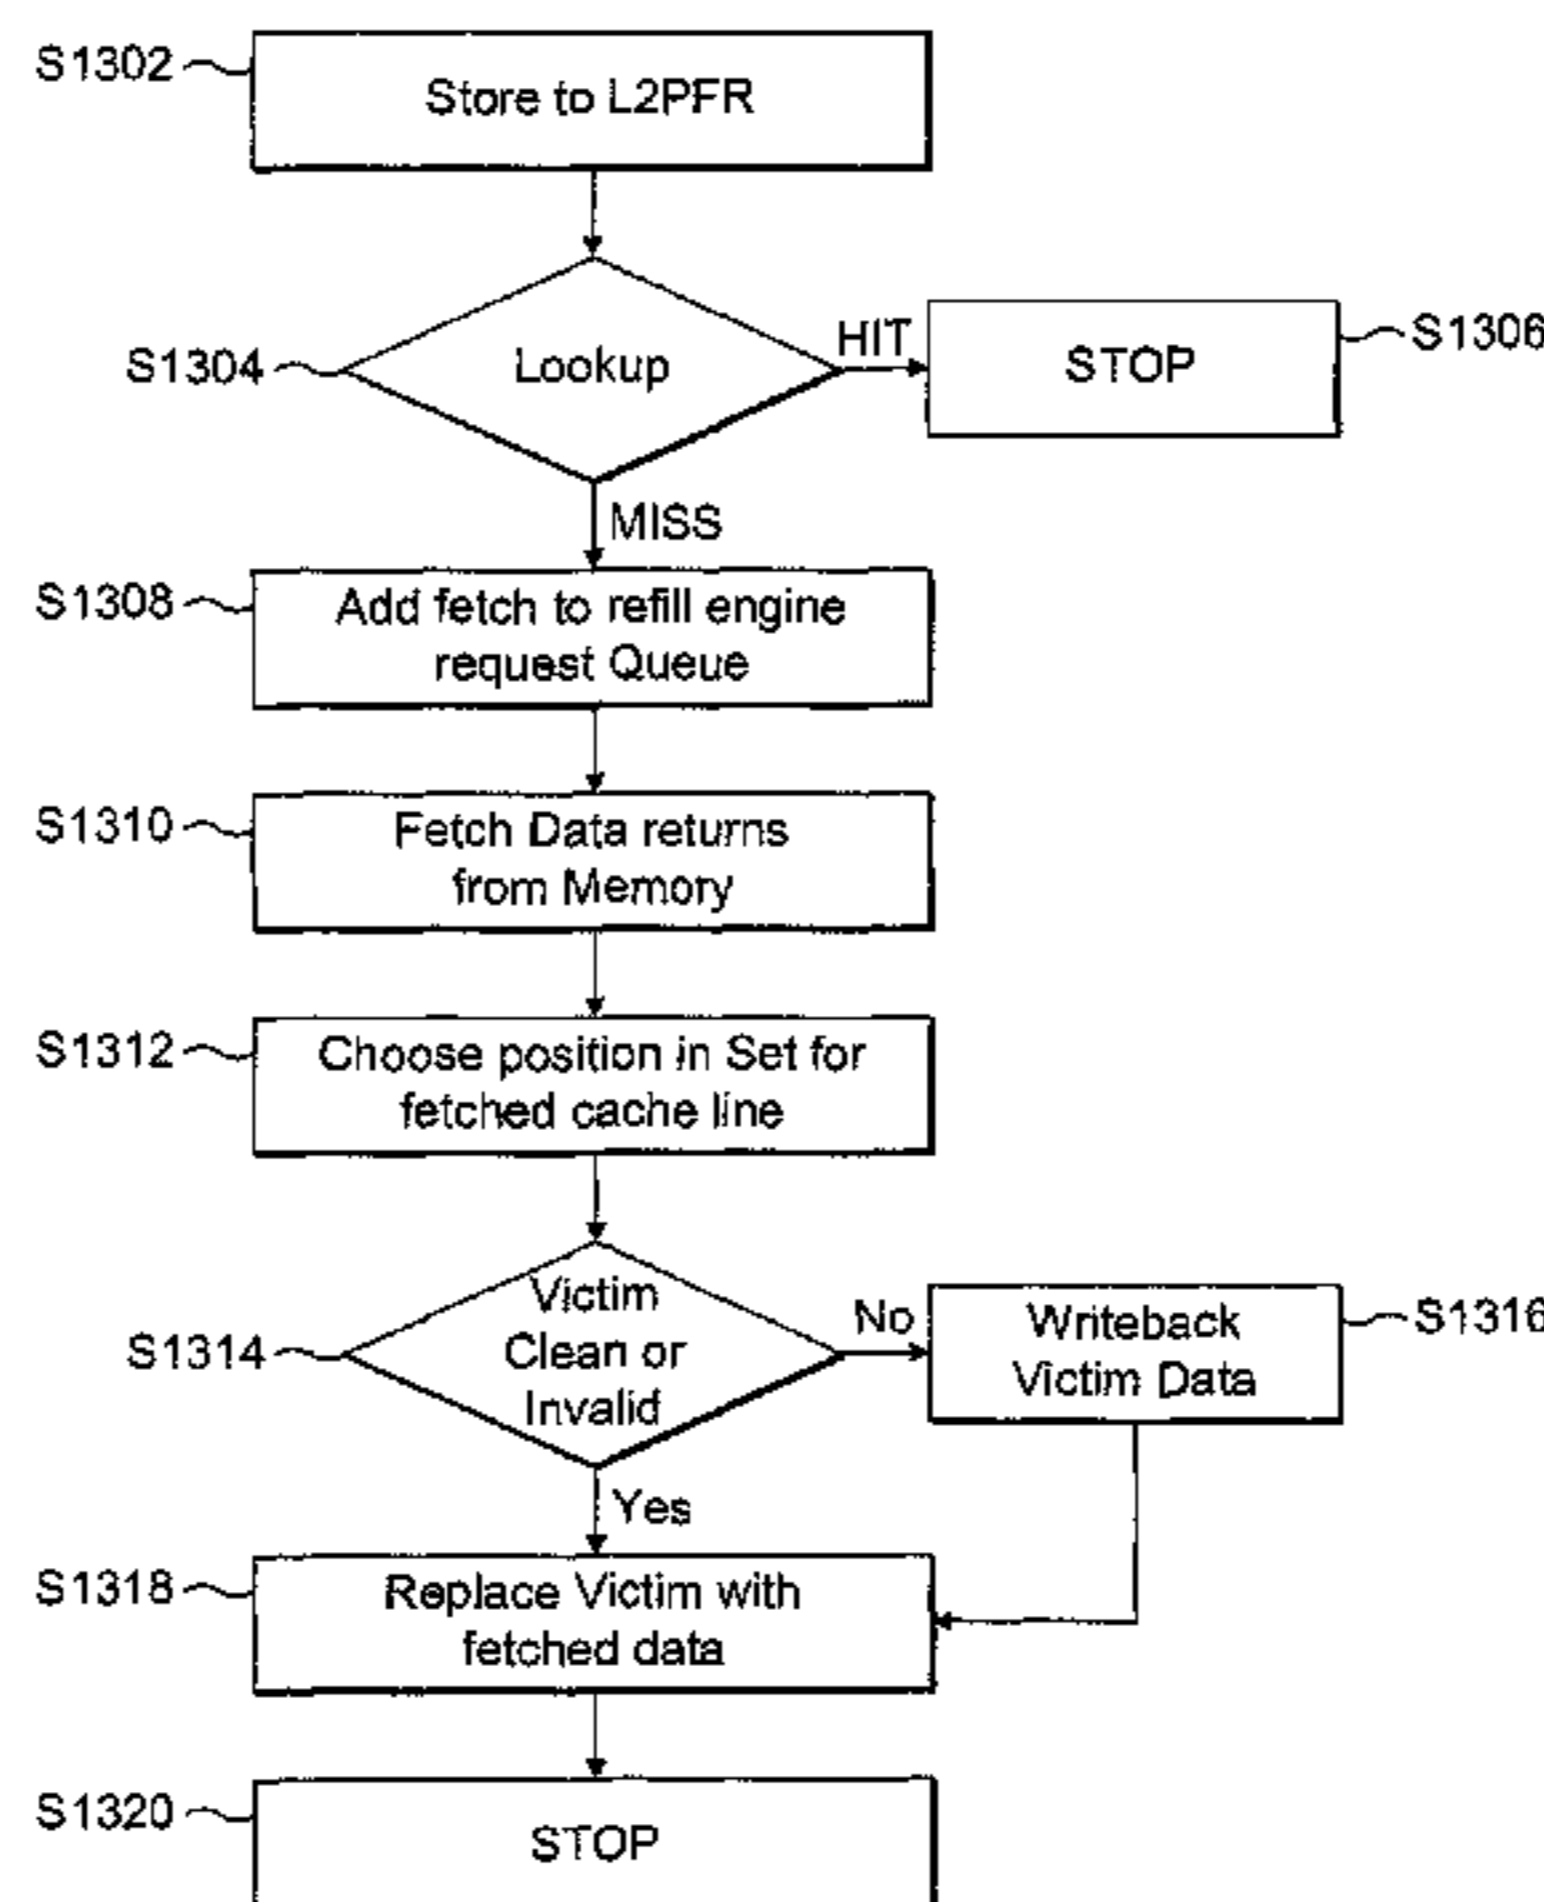 S1302
Store to L2PFR
S1304
Lookup
HIT
STOP
S1306
MISS
S1308
Add fetch to refill engine
request Queue
S1310
Fetch Data returns
from Memory
S1312
Choose position in Set for
fetched cache line
S1314
Victim
Clean or
Invalid
No
Writeback
Victim Data
S1316
Yes
S1318
Replace Victim with
fetched data
S1320
STOP